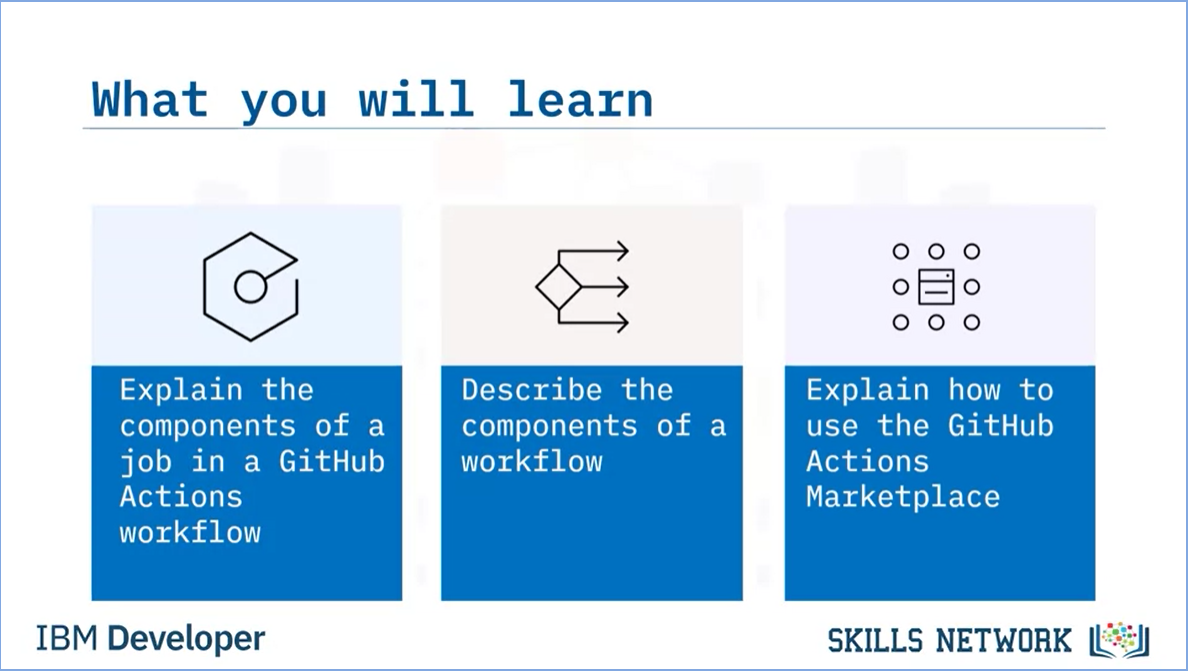 What you will learn
Explain the
components of a
job in a GitHub
Actions
workflow
Describe the
components of a
workflow
Explain how to
use the GitHub
Actions
Marketplace
IBM Developer
SKILLS NETWORK